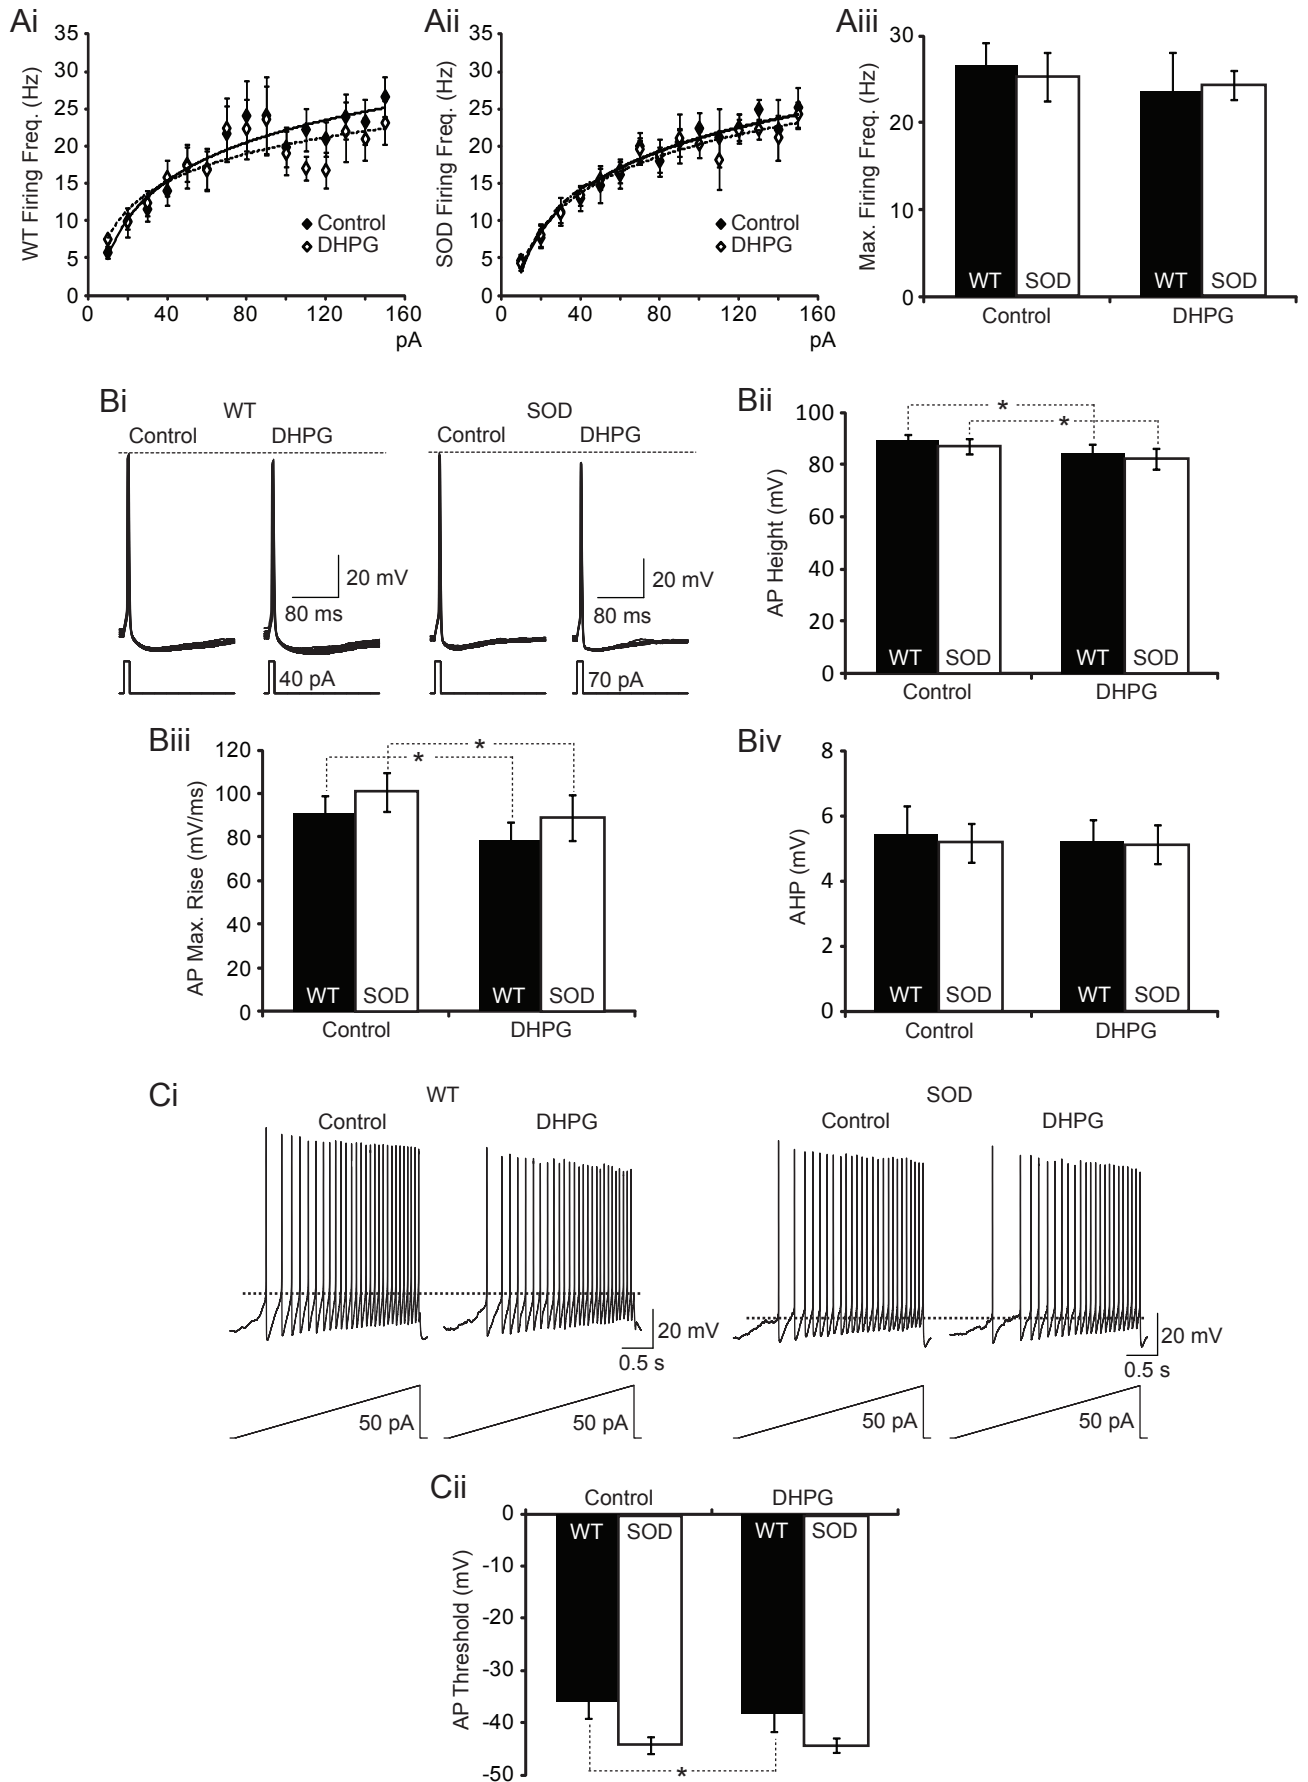 Ai
35
30
25
20
15
10
5
0
WT Firing Freq. (Hz)
Control
DHPG
0 40 80 120 160
pA
Aii
35
30
25
20
15
10
5
0
SOD Firing Freq. (Hz)
Control
DHPG
0 40 80 120 160
pA
Aiii
30
20
10
0
Max. Firing Freq. (Hz)
WT SOD WT SOD
Control DHPG
Bi
WT SOD
Control DHPG Control DHPG
20 mV
80 ms
20 mV
80 ms
40 pA
70 pA
Bii
100
80
60
40
20
0
AP Height (mV)
*
*
WT SOD WT SOD
Control DHPG
Biii
120
100
80
60
40
20
0
AP Max. Rise (mV/ms)
*
*
WT SOD WT SOD
Control DHPG
Biv
8
6
4
2
0
AHP (mV)
WT SOD WT SOD
Control DHPG
Ci
WT SOD
Control DHPG Control DHPG
20 mV
0.5 s
20 mV
0.5 s
50 pA 50 pA 50 pA 50 pA
Cii
Control DHPG
0
-10
-20
-30
-40
-50
AP Threshold (mV)
WT SOD WT SOD
*